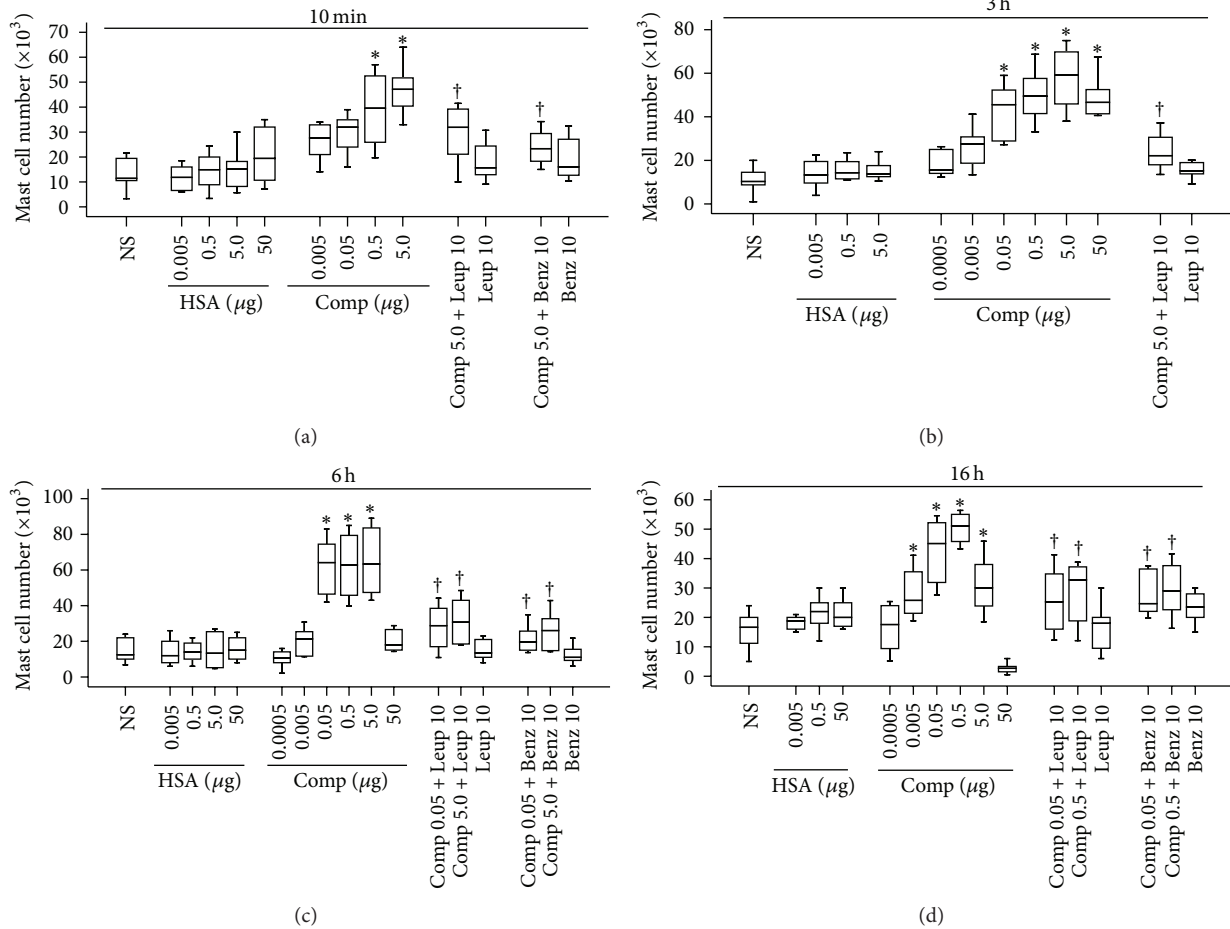 10 min
Mast cell number (×10³)
70
60
50
40
30
20
10
0
* *
† †
NS
0.005 0.5 5.0 50
HSA (μg)
0.005 0.05 0.5 5.0
Comp (μg)
Comp 5.0 + Leup 10
Leup 10
Comp 5.0 + Benz 10
Benz 10
(a)
3 h
Mast cell number (×10³)
80
60
40
20
0
* * * *
†
NS
0.005 0.5 5.0
HSA (μg)
0.0005 0.005 0.05 0.5 5.0 50
Comp (μg)
Comp 5.0 + Leup 10
Leup 10
(b)
6 h
Mast cell number (×10³)
100
80
60
40
20
0
* * *
† † † †
NS
0.005 0.5 5.0 50
HSA (μg)
0.0005 0.005 0.05 0.5 5.0 50
Comp (μg)
Comp 0.05 + Leup 10
Comp 5.0 + Leup 10
Leup 10
Comp 0.05 + Benz 10
Comp 5.0 + Benz 10
Benz 10
(c)
16 h
Mast cell number (×10³)
60
50
40
30
20
10
0
* * * *
† † † †
NS
0.005 0.5 50
HSA (μg)
0.0005 0.005 0.05 0.5 5.0 50
Comp (μg)
Comp 0.05 + Leup 10
Comp 0.5 + Leup 10
Leup 10
Comp 0.05 + Benz 10
Comp 0.5 + Benz 10
Benz 10
(d)